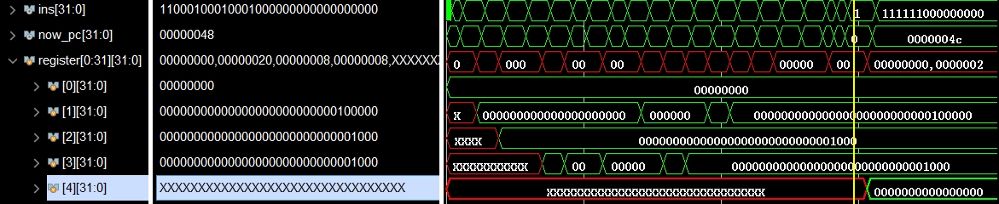 ins[31:0] 11000100010001000000000000000000 1 111111000000000
now_pc[31:0] 00000048 0 0000004c
register[0:31][31:0] 00000000,00000020,00000008,00000008,XXXXXXX 0 000 00 00 00000 00 00000000,0000002
[0][31:0] 00000000 00000000
[1][31:0] 00000000000000000000000000100000 X 000000000000000000000 000000 00000000000000000000000000100000
[2][31:0] 00000000000000000000000000001000 XXXX 00000000000000000000000000001000
[3][31:0] 00000000000000000000000000001000 XXXXXXXXXXX 00 00000 00000000000000000000000000001000
[4][31:0] XXXXXXXXXXXXXXXXXXXXXXXXXXXXXXXX XXXXXXXXXXXXXXXXXXXXXXXXXXXXXXXX 0000000000000000